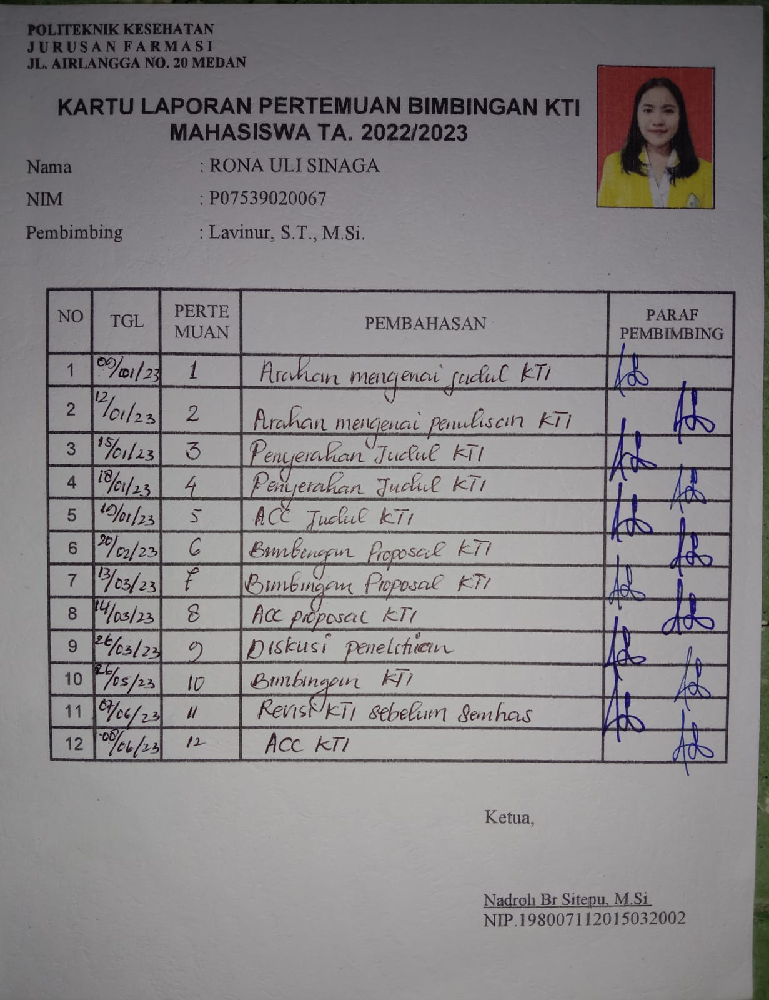 POLITEKNIK KESEHATAN
JURUSAN FARMASI
JL. AIRLANGGA NO. 20 MEDAN
KARTU LAPORAN PERTEMUAN BIMBINGAN KTI
MAHASISWA TA. 2022/2023
Nama : RONA ULI SINAGA
NIM : P07539020067
Pembimbing : Lavinur, S.T., M.Si.
NO TGL PERTE MUAN PEMBAHASAN PARAF PEMBIMBING
1 09/01/23 1 Arahan mengenai judul KTI
2 12/01/23 2 Arahan mengenai penulisan KTI
3 15/01/23 3 Penyerahan Judul KTI
4 18/01/23 4 Penyerahan Judul KTI
5 19/01/23 5 ACC Judul KTI
6 20/02/23 6 Bimbingan Proposal KTI
7 13/03/23 7 Bimbingan Proposal KTI
8 14/03/23 8 ACC proposal KTI
9 26/03/23 9 Diskusi penelitian
10 26/05/23 10 Bimbingan KTI
11 07/06/23 11 Revisi KTI sebelum Semhas
12 08/06/23 12 ACC KTI
Ketua,
Nadroh Br Sitepu, M.Si
NIP.198007112015032002